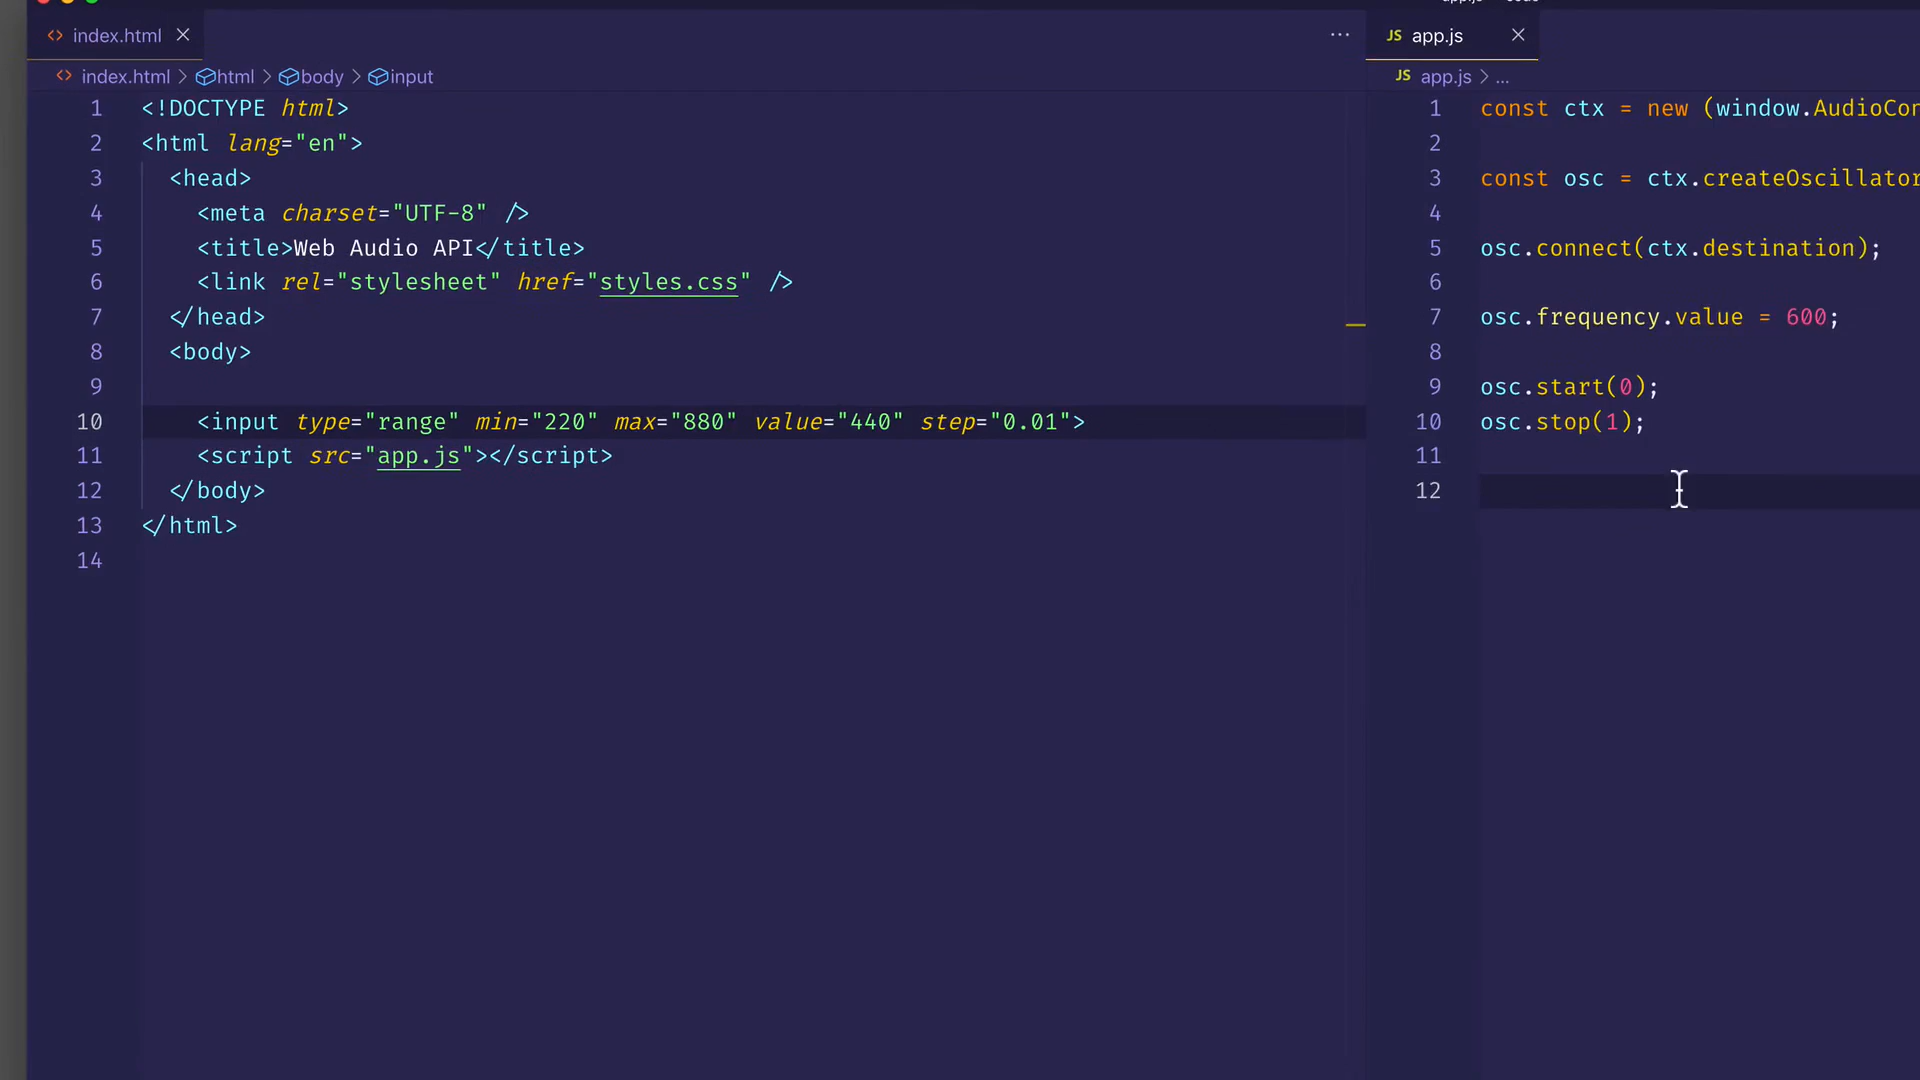 index.html
index.html > html > body > input
1 <!DOCTYPE html>
2 <html lang="en">
3 <head>
4 <meta charset="UTF-8" />
5 <title>Web Audio API</title>
6 <link rel="stylesheet" href="styles.css" />
7 </head>
8 <body>
9
10 <input type="range" min="220" max="880" value="440" step="0.01">
11 <script src="app.js"></script>
12 </body>
13 </html>
14
JS app.js
JS app.js > ...
1 const ctx = new (window.AudioCon
2
3 const osc = ctx.createOscillator
4
5 osc.connect(ctx.destination);
6
7 osc.frequency.value = 600;
8
9 osc.start(0);
10 osc.stop(1);
11
12